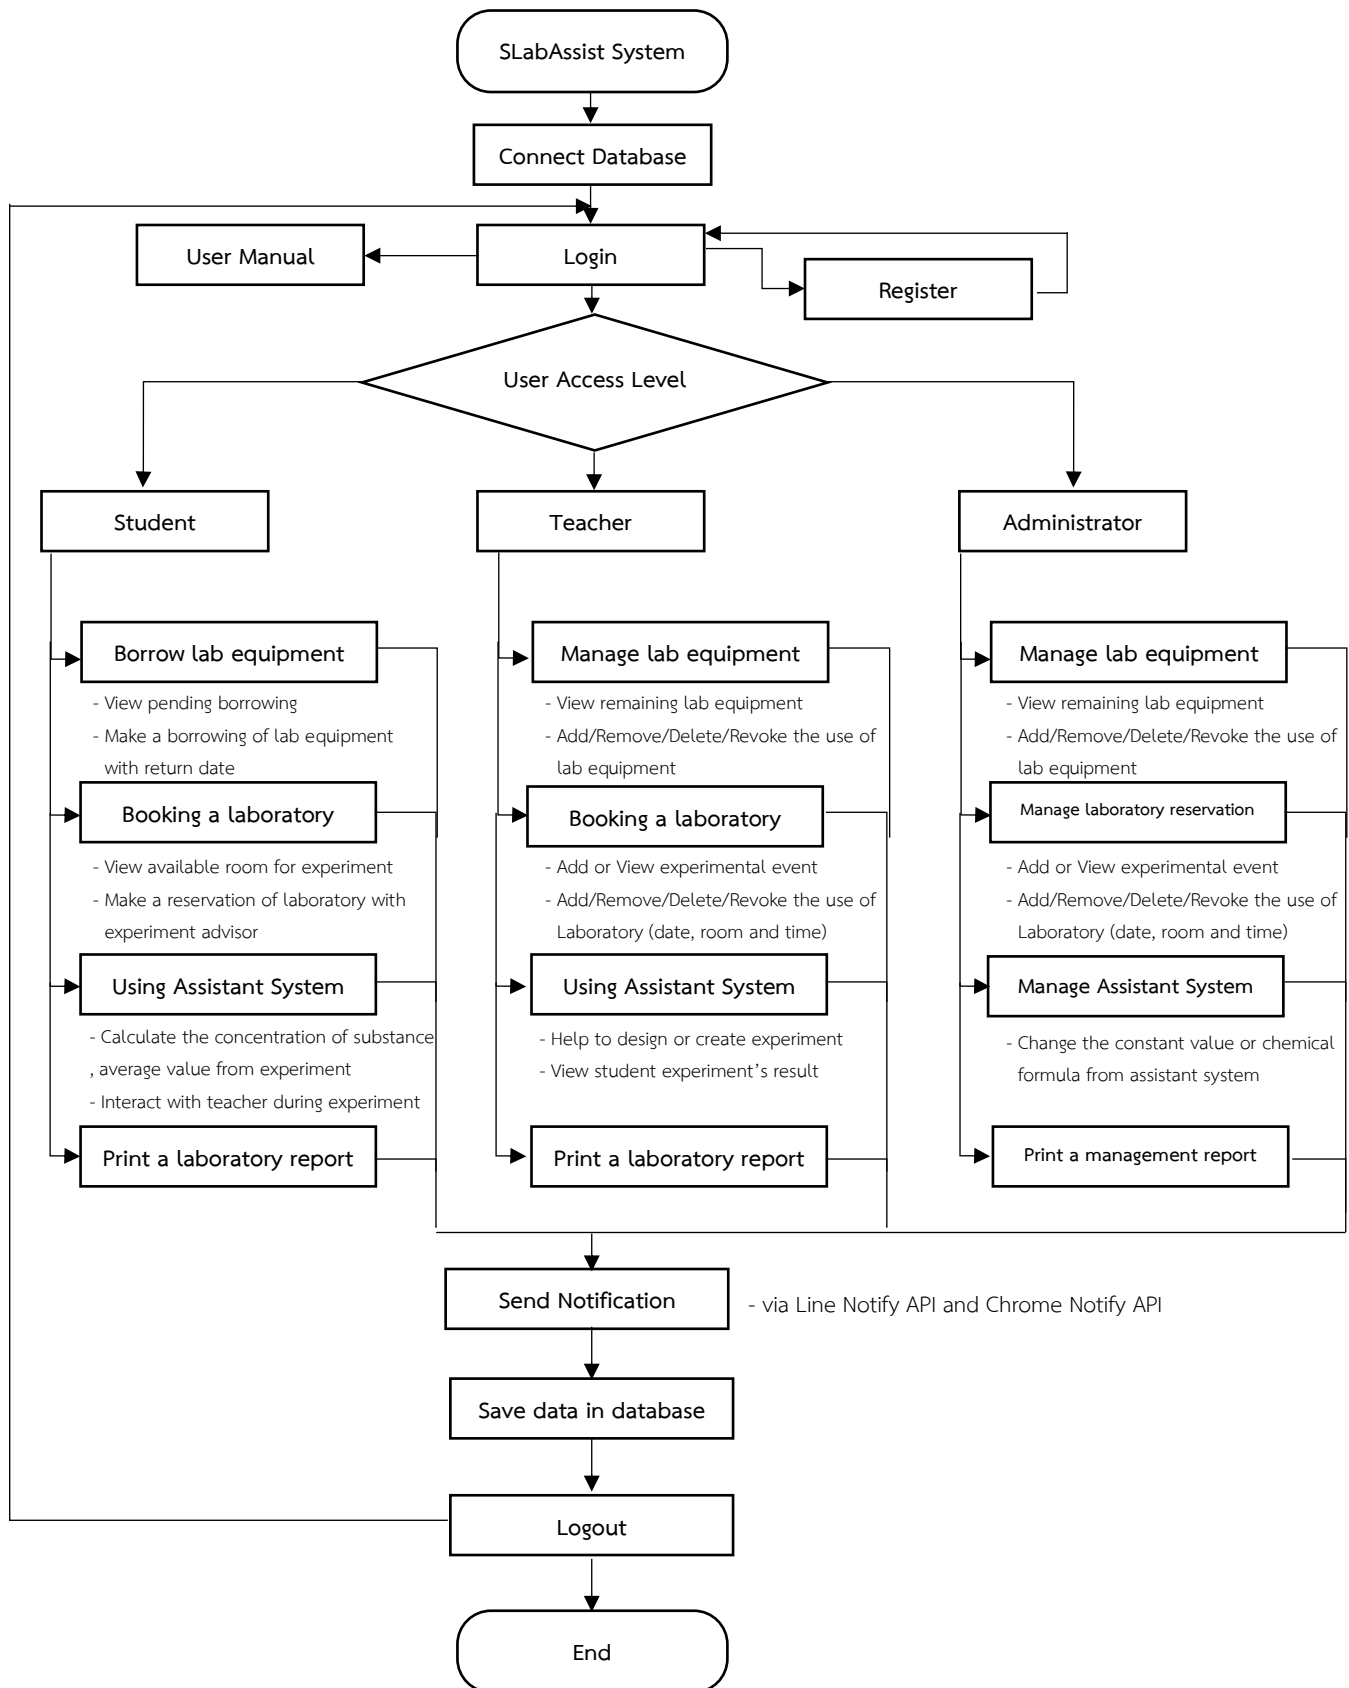 SLabAssist System
Connect Database
User Manual
Login
Register
User Access Level
Student
Teacher
Administrator
Borrow lab equipment
- View pending borrowing
- Make a borrowing of lab equipment
with return date
Booking a laboratory
- View available room for experiment
- Make a reservation of laboratory with
experiment advisor
Using Assistant System
- Calculate the concentration of substance
, average value from experiment
- Interact with teacher during experiment
Print a laboratory report
Manage lab equipment
- View remaining lab equipment
- Add/Remove/Delete/Revoke the use of
lab equipment
Booking a laboratory
- Add or View experimental event
- Add/Remove/Delete/Revoke the use of
Laboratory (date, room and time)
Using Assistant System
- Help to design or create experiment
- View student experiment’s result
Print a laboratory report
Manage lab equipment
- View remaining lab equipment
- Add/Remove/Delete/Revoke the use of
lab equipment
Manage laboratory reservation
- Add or View experimental event
- Add/Remove/Delete/Revoke the use of
Laboratory (date, room and time)
Manage Assistant System
- Change the constant value or chemical
formula from assistant system
Print a management report
Send Notification
- via Line Notify API and Chrome Notify API
Save data in database
Logout
End